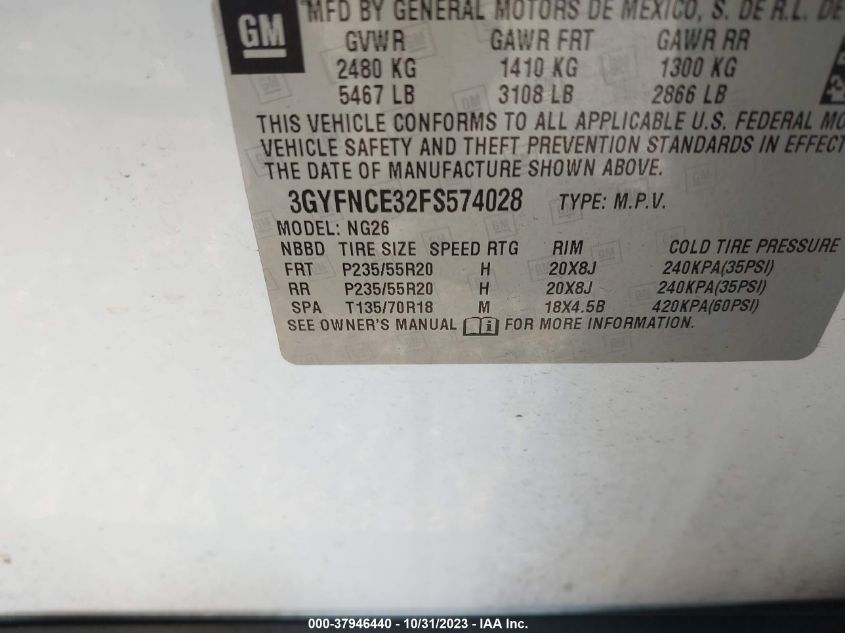 GM
MFD BY GENERAL MOTORS DE MEXICO, S. DE R.L. DE
GVWR GAWR FRT GAWR RR
2480 KG 1410 KG 1300 KG
5467 LB 3108 LB 2866 LB
THIS VEHICLE CONFORMS TO ALL APPLICABLE U.S. FEDERAL MO
VEHICLE SAFETY AND THEFT PREVENTION STANDARDS IN EFFECT
THE DATE OF MANUFACTURE SHOWN ABOVE.
3GYFNCE32FS574028 TYPE: M.P.V.
MODEL: NG26
NBBD TIRE SIZE SPEED RTG RIM COLD TIRE PRESSURE
FRT P235/55R20 H 20X8J 240KPA(35PSI)
RR P235/55R20 H 20X8J 240KPA(35PSI)
SPA T135/70R18 M 18X4.5B 420KPA(60PSI)
SEE OWNER'S MANUAL FOR MORE INFORMATION.
000-37946440 - 10/31/2023 - IAA Inc.